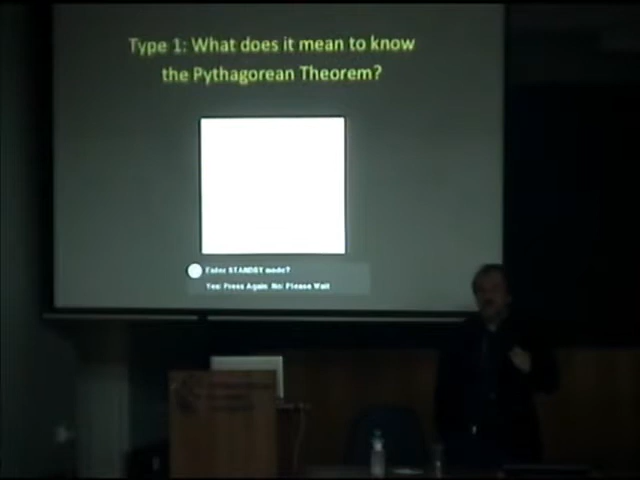 Type 1: What does it mean to know
the Pythagorean Theorem?
Enter STANDBY mode?
Yes: Press Again No: Please Wait